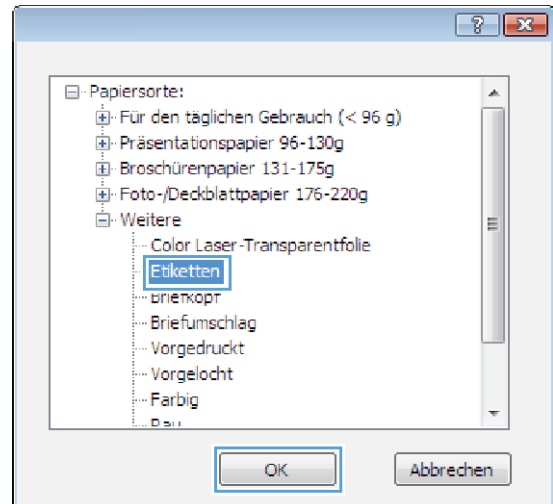 ?
Papiersorte:
Für den täglichen Gebrauch (< 96 g)
Präsentationspapier 96-130g
Broschürenpapier 131-175g
Foto-/Deckblattpapier 176-220g
Weitere
Color Laser-Transparentfolie
Etiketten
Briefkopf
Briefumschlag
Vorgedruckt
Vorgelocht
Farbig
OK Abbrechen